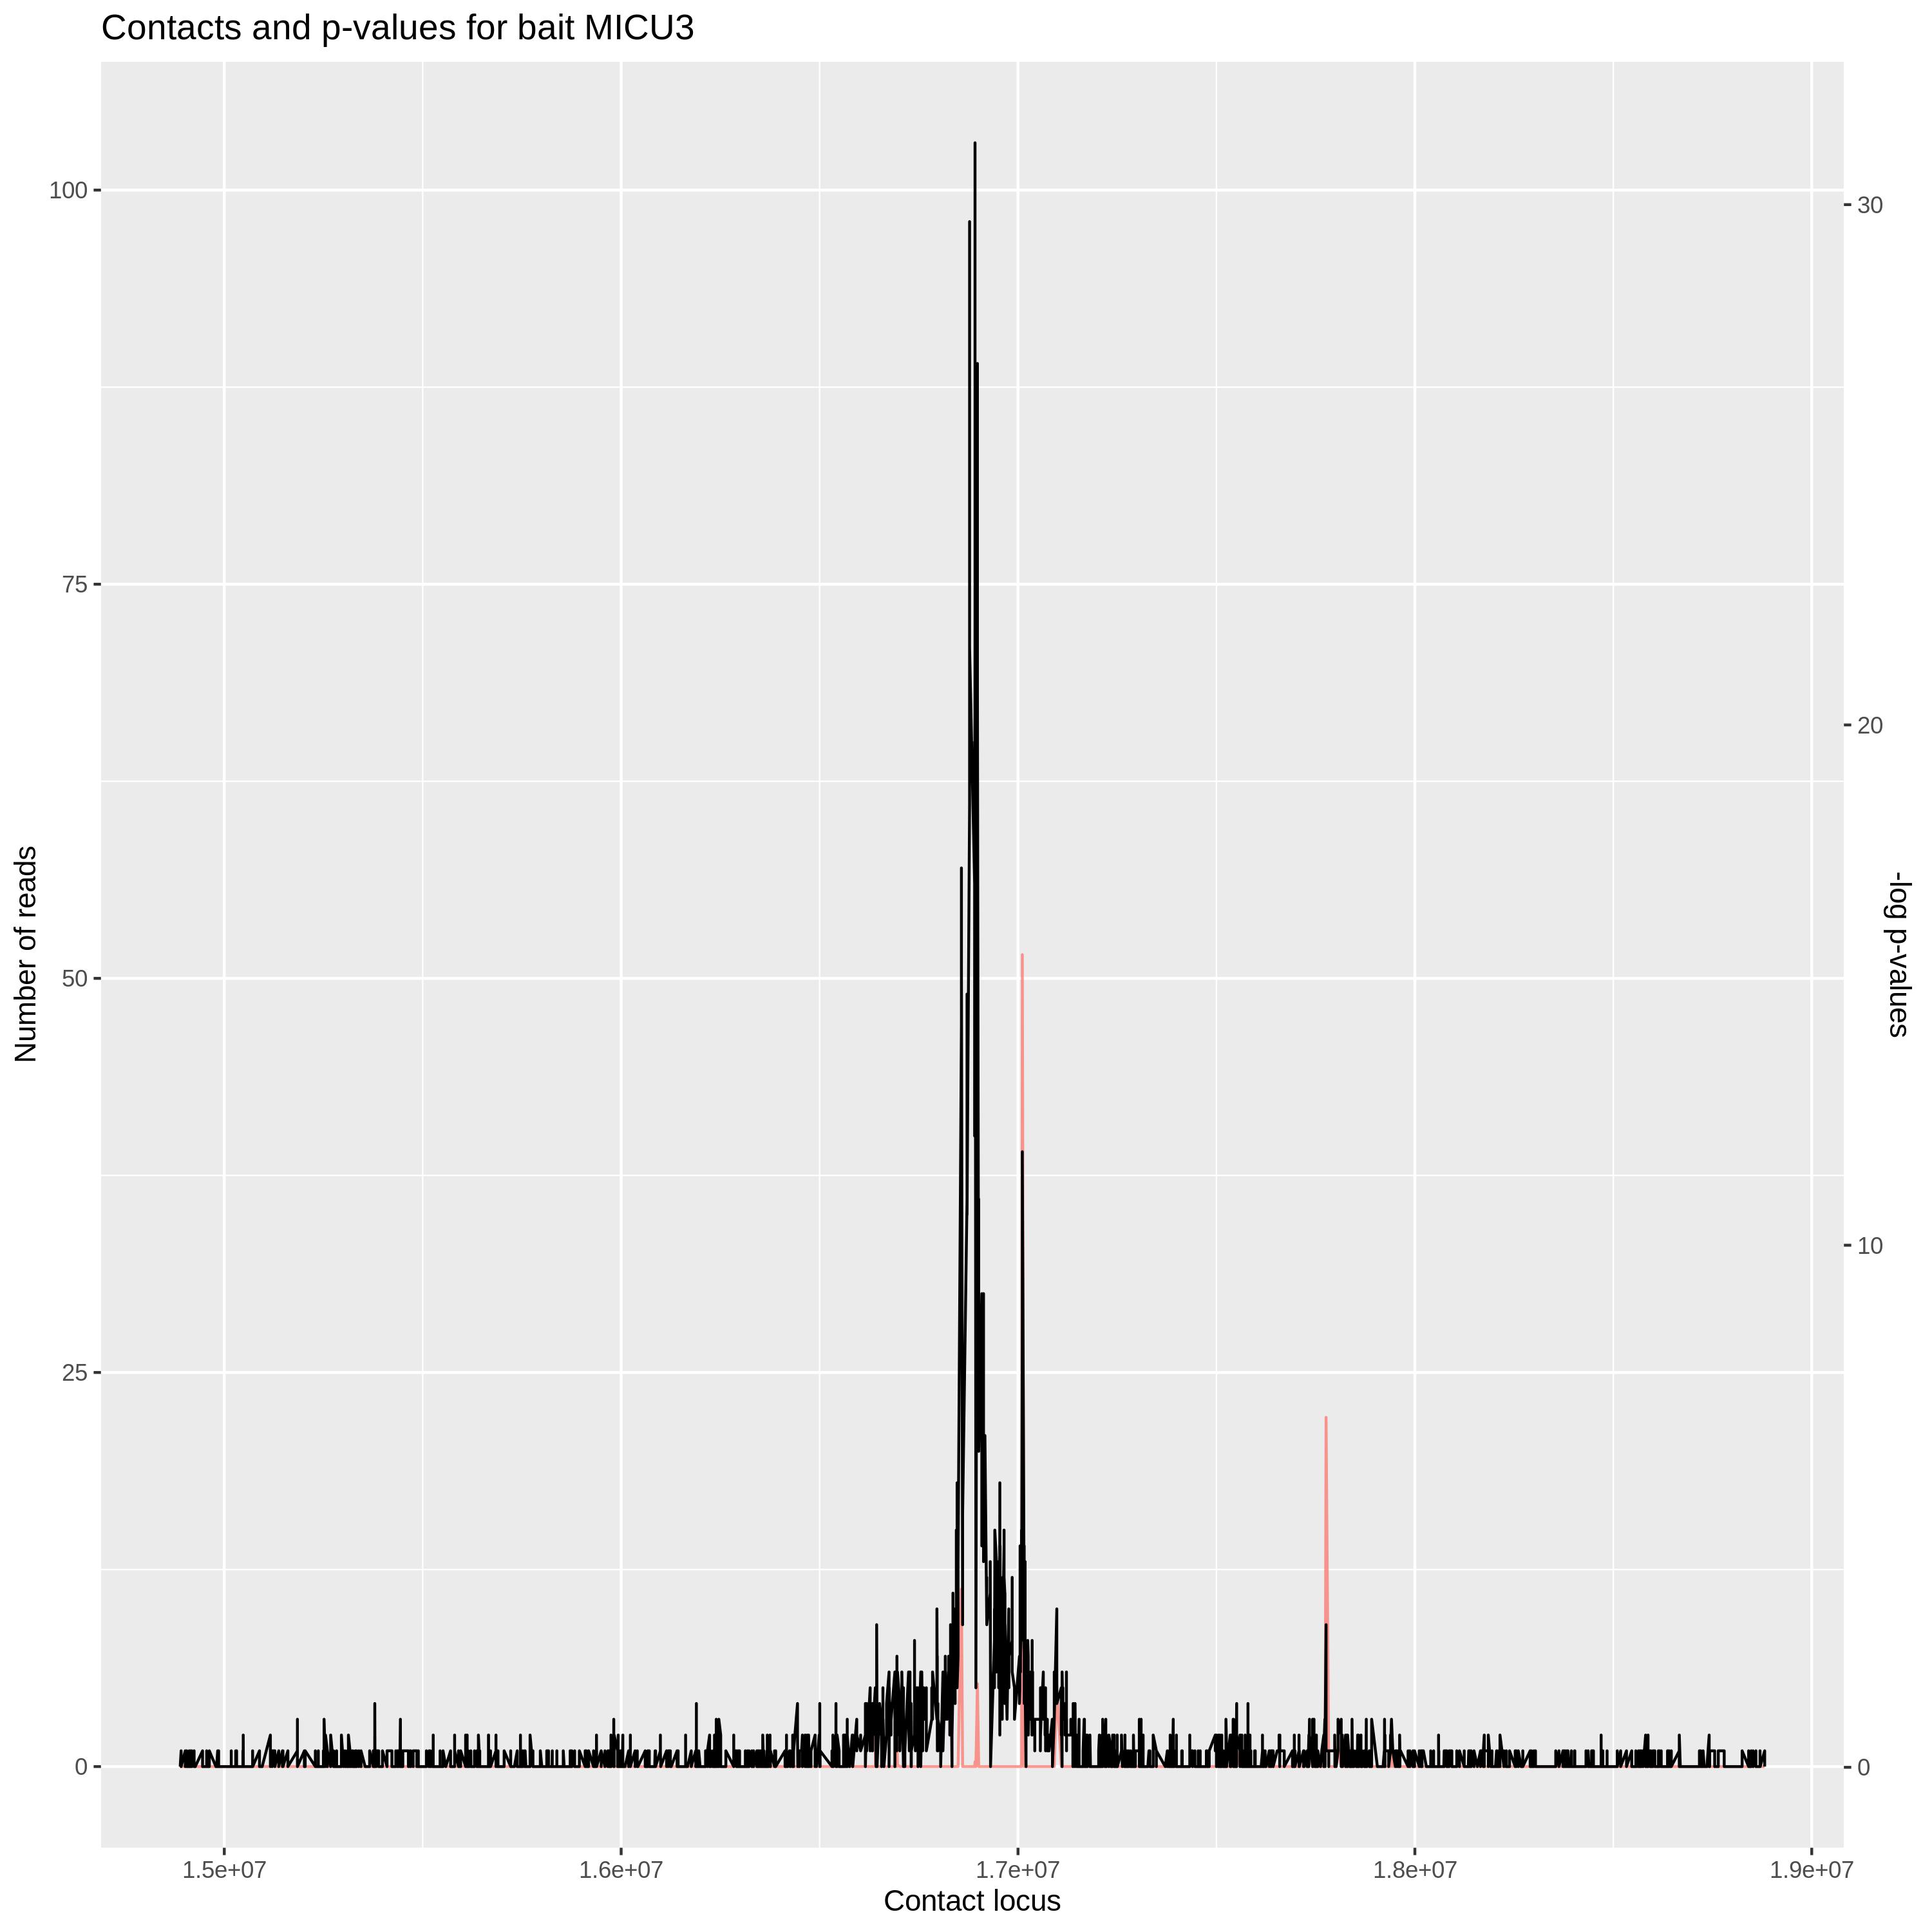 Contacts and p-values for bait MICU3
100
75
50
25
0
Number of reads
30
20
10
0
-log p-values
1.5e+07
1.6e+07
1.7e+07
1.8e+07
1.9e+07
Contact locus